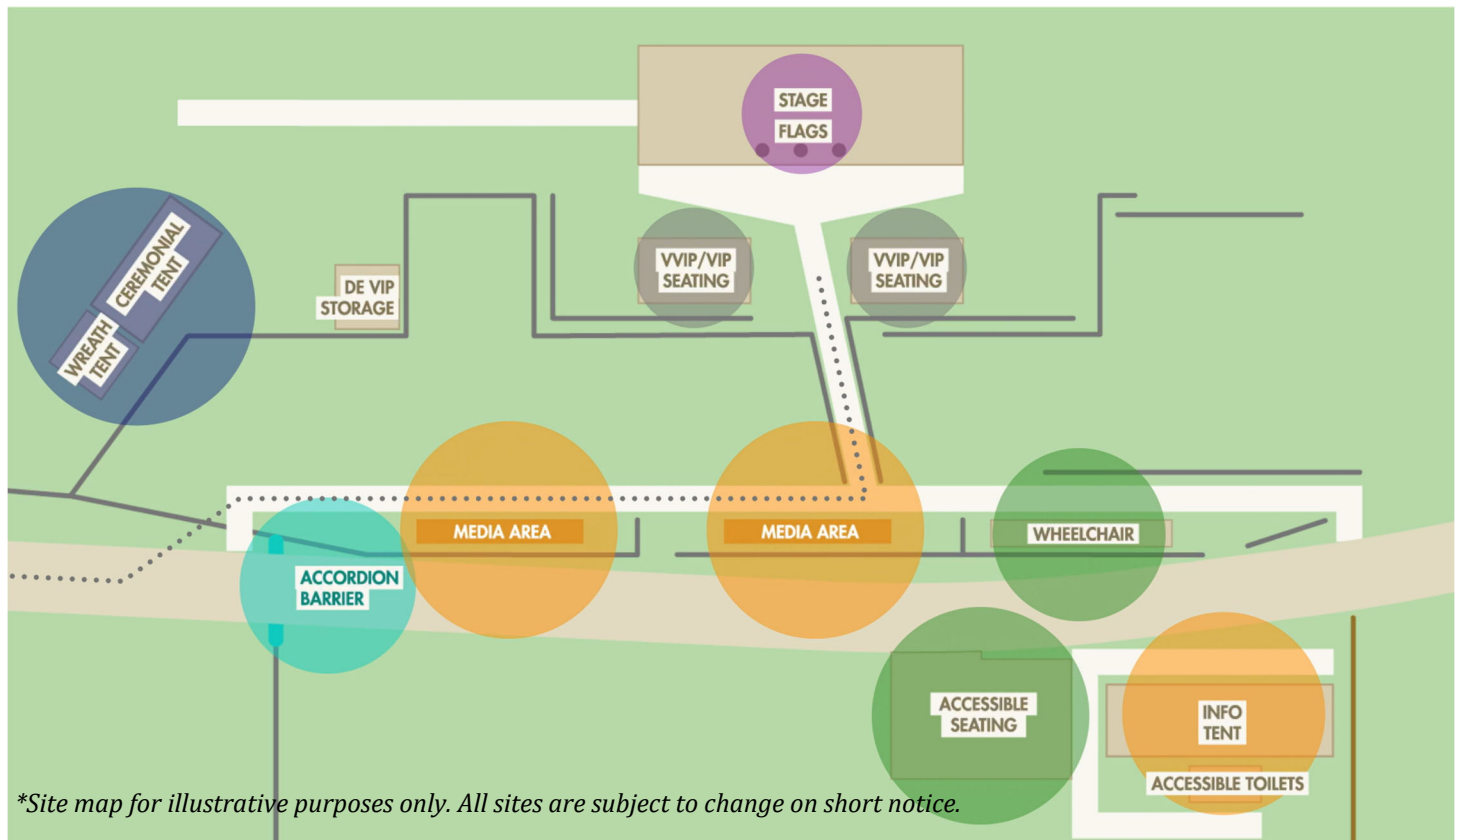 STAGE
FLAGS
CEREMONIAL
TENT
WREATH
TENT
DE VIP
STORAGE
VVIP/VIP
SEATING
VVIP/VIP
SEATING
MEDIA AREA
MEDIA AREA
WHEELCHAIR
ACCORDION
BARRIER
ACCESSIBLE
SEATING
INFO
TENT
ACCESSIBLE TOILETS
*Site map for illustrative purposes only. All sites are subject to change on short notice.